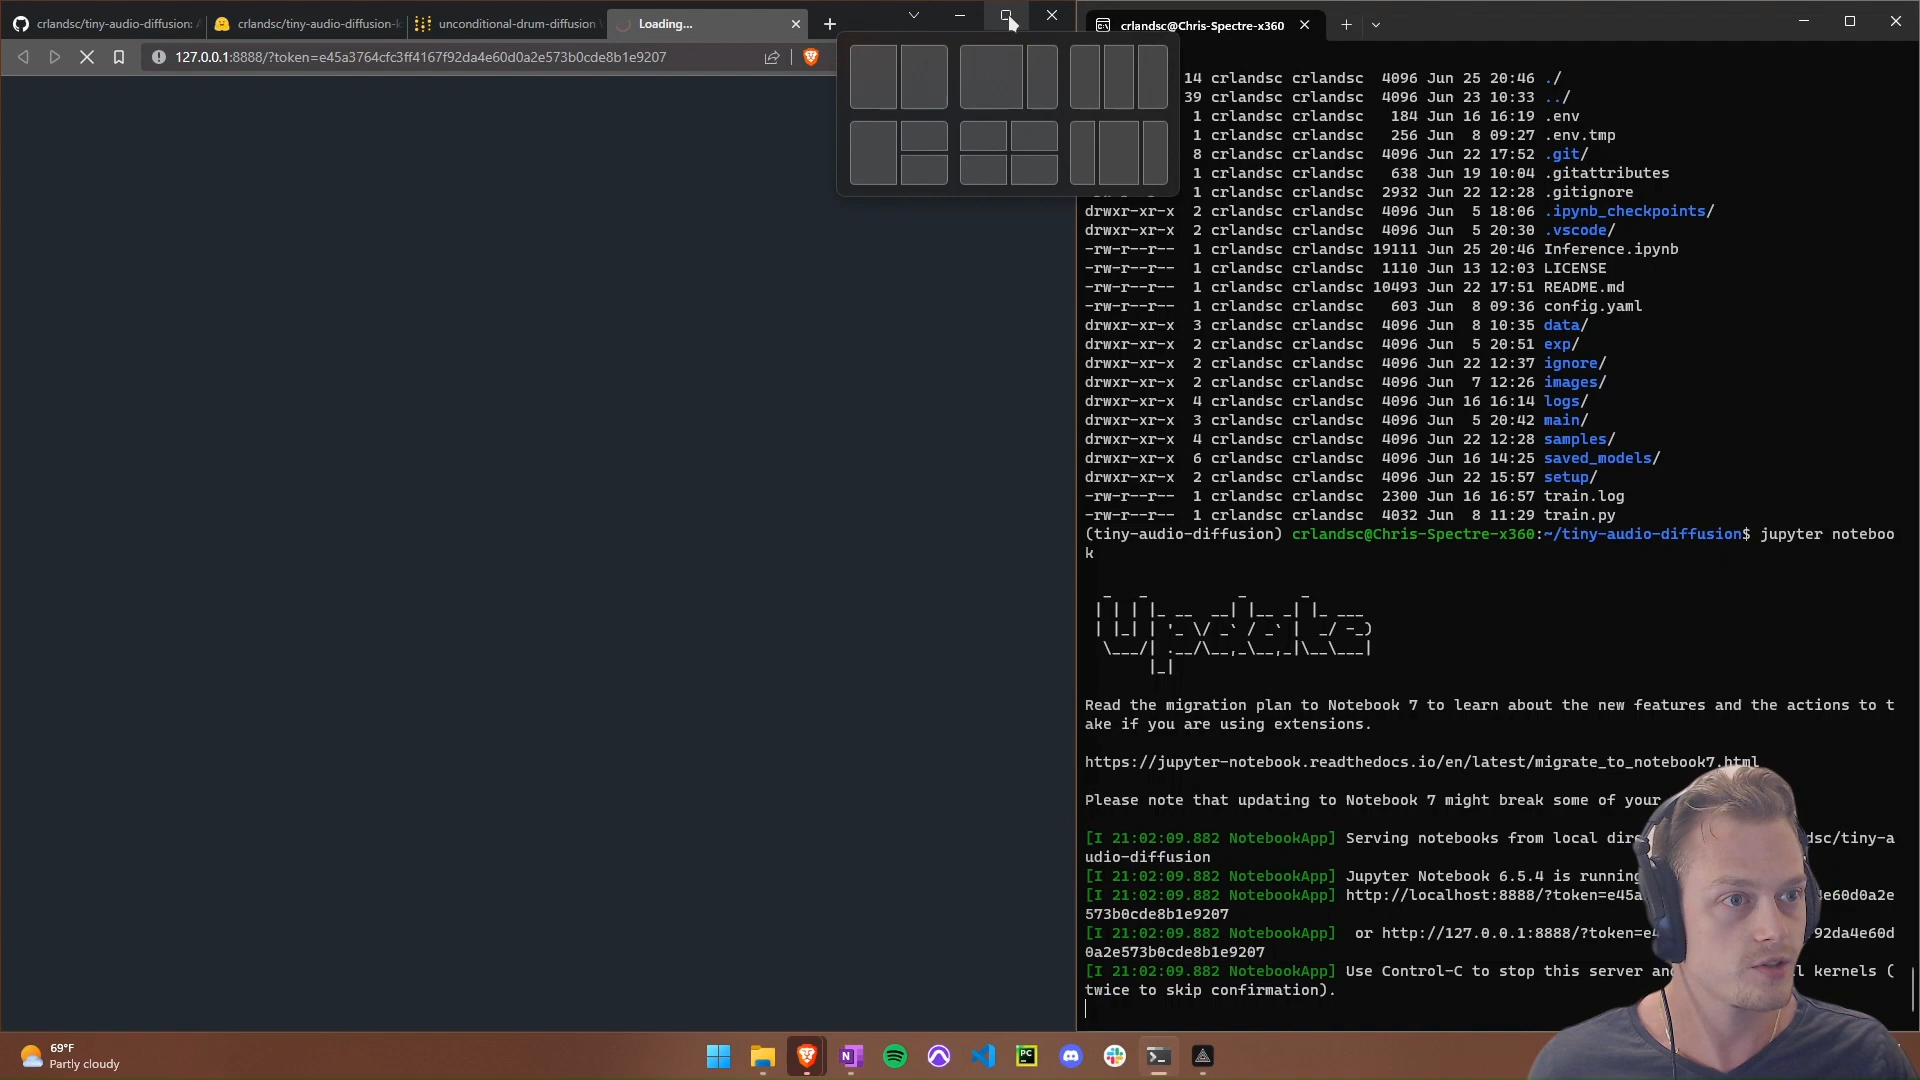 crlandsc/tiny-audio-diffusion:
crlandsc/tiny-audio-diffusion-k
unconditional-drum-diffusion
Loading...
127.0.0.1:8888/?token=e45a3764cfc3ff4167f92da4e60d0a2e573b0cde8b1e9207
crlandsc@Chris-Spectre-x360
14 crlandsc crlandsc 4096 Jun 25 20:46 ./
39 crlandsc crlandsc 4096 Jun 23 10:33 ../
1 crlandsc crlandsc 184 Jun 16 16:19 .env
1 crlandsc crlandsc 256 Jun 8 09:27 .env.tmp
8 crlandsc crlandsc 4096 Jun 22 17:52 .git/
1 crlandsc crlandsc 638 Jun 19 10:04 .gitattributes
1 crlandsc crlandsc 2932 Jun 22 12:28 .gitignore
drwxr-xr-x 2 crlandsc crlandsc 4096 Jun 5 18:06 .ipynb_checkpoints/
drwxr-xr-x 2 crlandsc crlandsc 4096 Jun 5 20:30 .vscode/
-rw-r--r-- 1 crlandsc crlandsc 19111 Jun 25 20:46 Inference.ipynb
-rw-r--r-- 1 crlandsc crlandsc 1110 Jun 13 12:03 LICENSE
-rw-r--r-- 1 crlandsc crlandsc 10493 Jun 22 17:51 README.md
-rw-r--r-- 1 crlandsc crlandsc 603 Jun 8 09:36 config.yaml
drwxr-xr-x 3 crlandsc crlandsc 4096 Jun 8 10:35 data/
drwxr-xr-x 2 crlandsc crlandsc 4096 Jun 5 20:51 exp/
drwxr-xr-x 2 crlandsc crlandsc 4096 Jun 22 12:37 ignore/
drwxr-xr-x 2 crlandsc crlandsc 4096 Jun 7 12:26 images/
drwxr-xr-x 4 crlandsc crlandsc 4096 Jun 16 16:14 logs/
drwxr-xr-x 3 crlandsc crlandsc 4096 Jun 5 20:42 main/
drwxr-xr-x 4 crlandsc crlandsc 4096 Jun 22 12:28 samples/
drwxr-xr-x 6 crlandsc crlandsc 4096 Jun 16 14:25 saved_models/
drwxr-xr-x 2 crlandsc crlandsc 4096 Jun 22 15:57 setup/
-rw-r--r-- 1 crlandsc crlandsc 2300 Jun 16 16:57 train.log
-rw-r--r-- 1 crlandsc crlandsc 4032 Jun 8 11:29 train.py
(tiny-audio-diffusion) crlandsc@Chris-Spectre-x360:~/tiny-audio-diffusion$ jupyter noteboo
k
Update
Read the migration plan to Notebook 7 to learn about the new features and the actions to t
ake if you are using extensions.
https://jupyter-notebook.readthedocs.io/en/latest/migrate_to_notebook7.html
Please note that updating to Notebook 7 might break some of your
[I 21:02:09.882 NotebookApp] Serving notebooks from local dire dsc/tiny-a
udio-diffusion
[I 21:02:09.882 NotebookApp] Jupyter Notebook 6.5.4 is running
[I 21:02:09.882 NotebookApp] http://localhost:8888/?token=e45a e60d0a2e
573b0cde8b1e9207
[I 21:02:09.882 NotebookApp] or http://127.0.0.1:8888/?token=e4 92da4e60d
0a2e573b0cde8b1e9207
[I 21:02:09.882 NotebookApp] Use Control-C to stop this server an l kernels (
twice to skip confirmation).
69°F
Partly cloudy